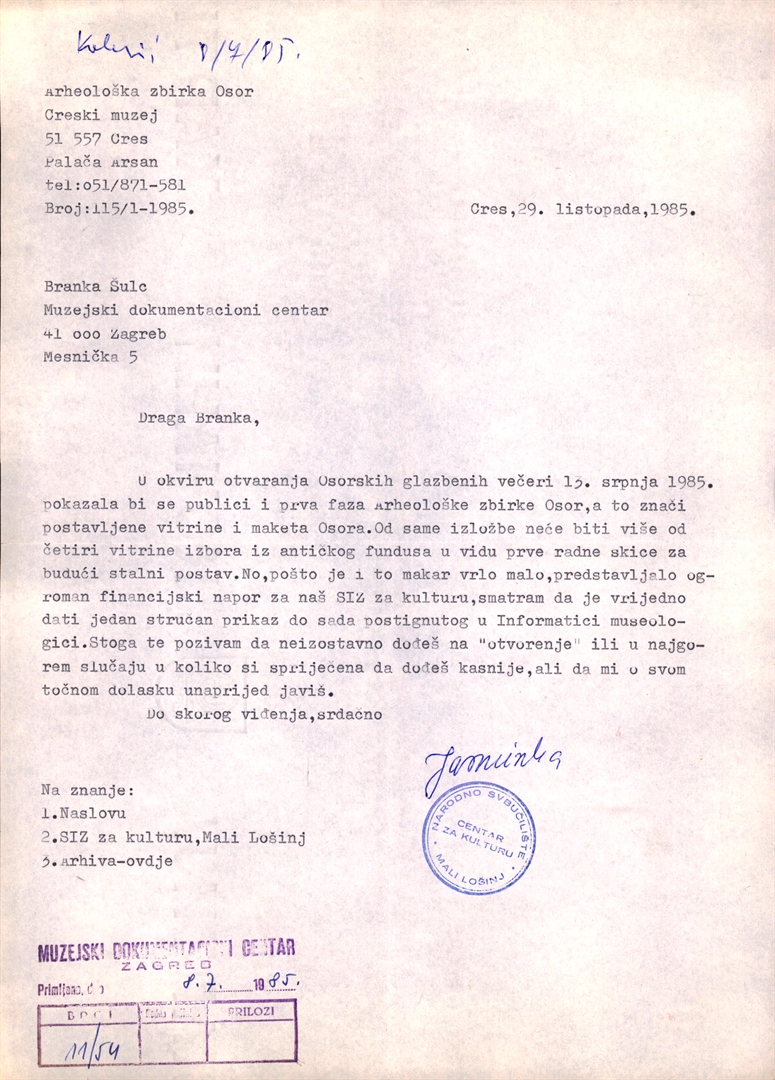 8/7/85.
Arheološka zbirka Osor
Creski muzej
51 557 Cres
Palača Arsan
tel:o51/871-581
Broj:115/1-1985.
Cres,29. listopada,1985.
Branka Šulc
Muzejski dokumentacioni centar
41 ooo Zagreb
Mesnička 5
Draga Branka,
U okviru otvaranja Osorskih glazbenih večeri 13. srpnja 1985.
pokazala bi se publici i prva faza Arheološke zbirke Osor,a to znači
postavljene vitrine i maketa Osora.Od same izložbe neće biti više od
četiri vitrine izbora iz antičkog fundusa u vidu prve radne skice za
budući stalni postav.No,pošto je i to makar vrlo malo,predstavljalo og-
roman financijski napor za naš SIZ za kulturu,smatram da je vrijedno
dati jedan stručan prikaz do sada postignutog u Informatici museolo-
gici.Stoga te pozivam da neizostavno dođeš na "otvorenje" ili u najgo-
rem slučaju u koliko si spriječena da dođeš kasnije,ali da mi o svom
točnom dolasku unaprijed javiš.
Do skorog viđenja,srdačno
Jasminka
Na znanje:
1.Naslovu
2.SIZ za kulturu,Mali Lošinj
3.Arhiva-ovdje
NARODNO SVEUČILIŠTE
CENTAR
ZA KULTURU
MALI LOŠINJ
MUZEJSKI DOKUMENTACIONI CENTAR
ZAGREB
Primljeno, 8.7. 1985.
BROJ PRILOZI
11/54